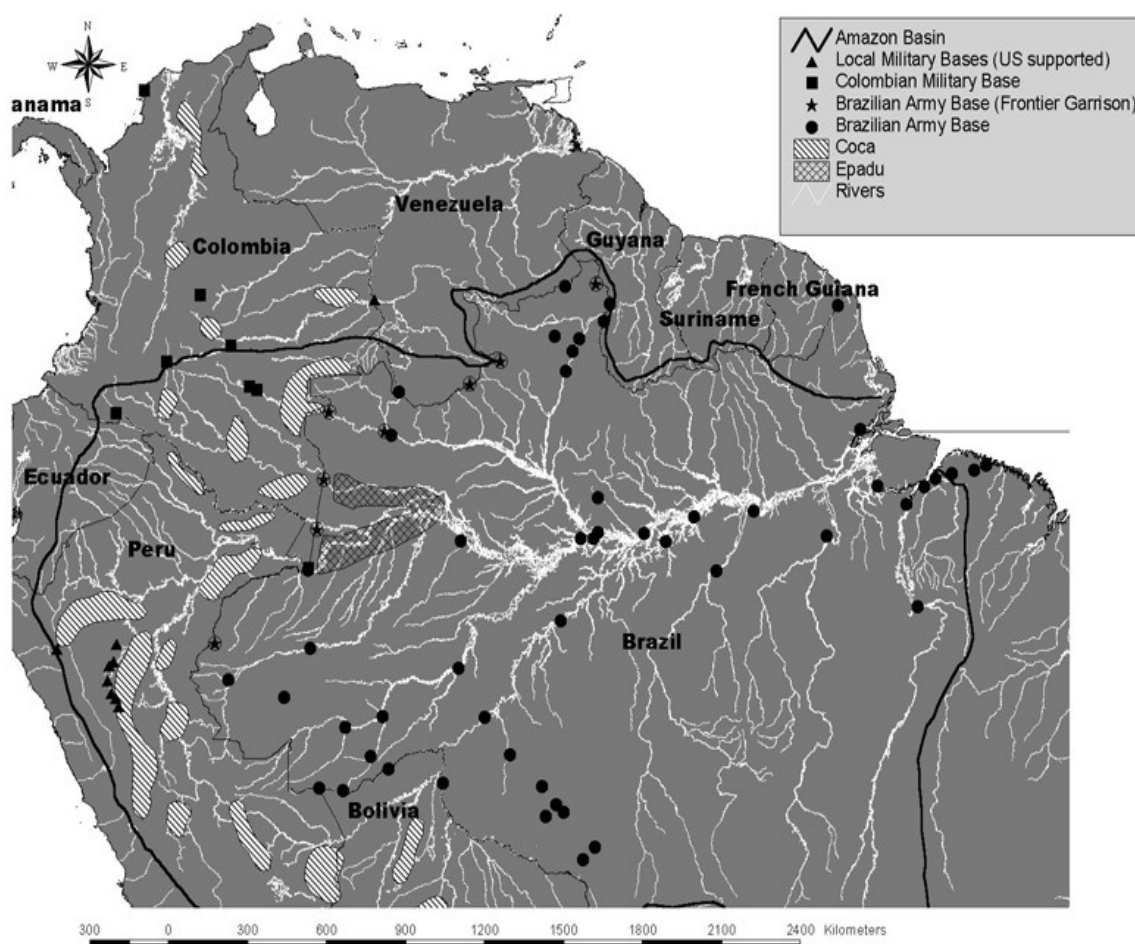 Amazon Basin
Local Military Bases (US supported)
Colombian Military Base
Brazilian Army Base (Frontier Garrison)
Brazilian Army Base
Coca
Epadu
Rivers
N
W E
S
anama
Venezuela
Colombia
Guyana
French Guiana
Suriname
Ecuador
Peru
Brazil
Bolivia
300 0 300 600 900 1200 1500 1800 2100 2400 Kilometers